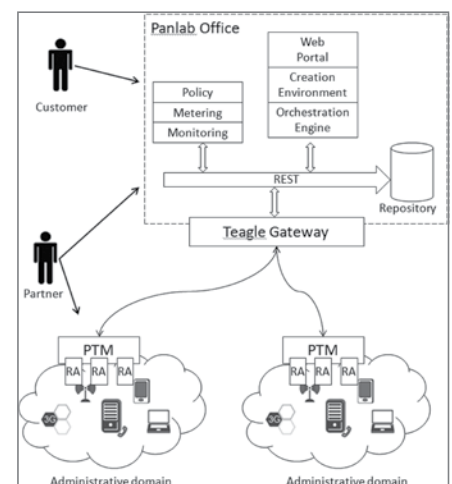 Panlab Office
Web
Portal
Creation
Environment
Orchestration
Engine
Policy
Metering
Monitoring
Customer
REST
Repository
Teagle Gateway
Partner
PTM
RA RA RA
3G
Administrative domain
PTM
RA RA RA
3G
Administrative domain